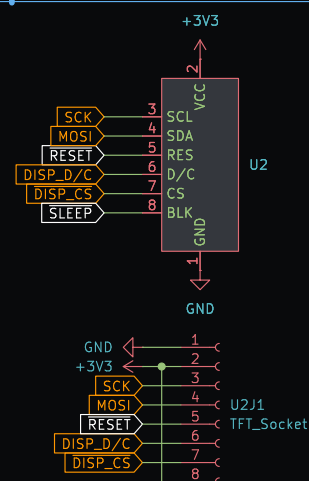 +3V3
2
VCC
SCK 3 SCL
MOSI 4 SDA
RESET 5 RES
U2
DISP_D/C 6 D/C
DISP_CS 7 CS
SLEEP 8 BLK
GND
1
GND
GND 1
+3V3 2
SCK 3
MOSI 4 U2J1
RESET 5 TFT_Socket
DISP_D/C 6
DISP_CS 7
8